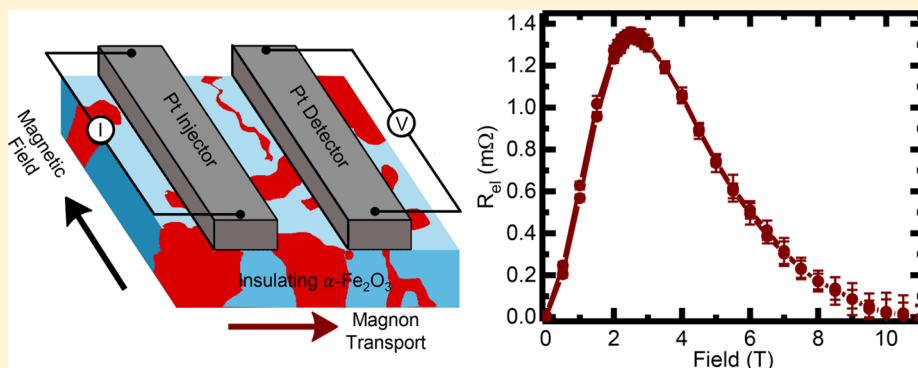 Magnetic
Field
I
Pt Injector
Pt Detector
V
Insulating α-Fe₂O₃
Magnon
Transport
R_el (mΩ)
1.4
1.2
1.0
0.8
0.6
0.4
0.2
0.0
0 2 4 6 8 10
Field (T)